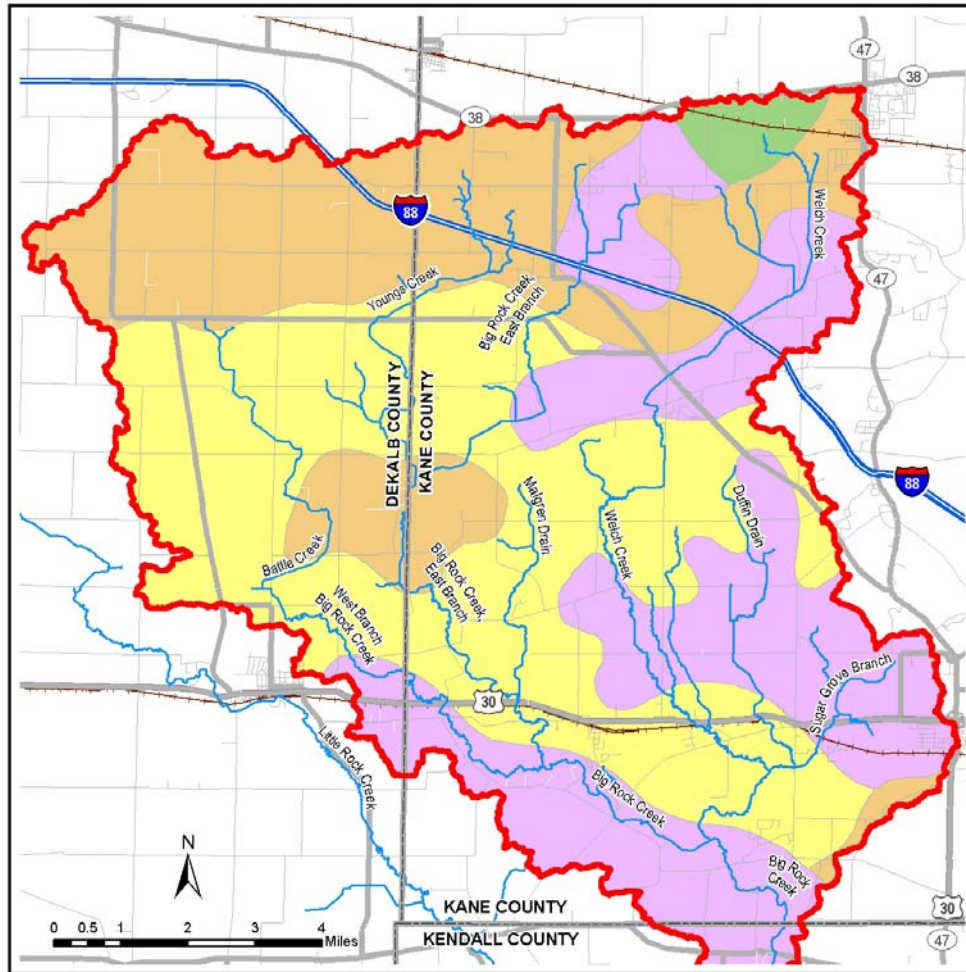 47
38
38
88
Welch Creek
47
Younga Creek
Big Rock Creek,
East Branch
DEKALB COUNTY
KANE COUNTY
88
Malgren Drain
Welch Creek
Duffin Drain
Battle Creek
Big Rock Creek,
East Branch
West Branch
Big Rock Creek
Sugar Grove Branch
30
Little Rock Creek
Big Rock Creek
Big Rock
Creek
N
KANE COUNTY
KENDALL COUNTY
30
47
0 0.5 1 2 3 4
Miles